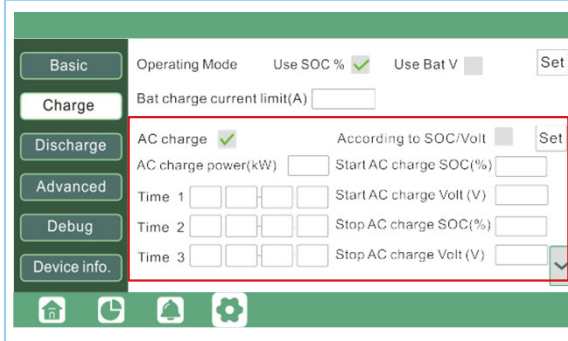 Basic
Operating Mode Use SOC % Use Bat V Set
Charge
Bat charge current limit(A)
Discharge
AC charge According to SOC/Volt Set
AC charge power(kW) Start AC charge SOC(%)
Advanced
Time 1 Start AC charge Volt (V)
Debug
Time 2 Stop AC charge SOC(%)
Time 3 Stop AC charge Volt (V)
Device info.